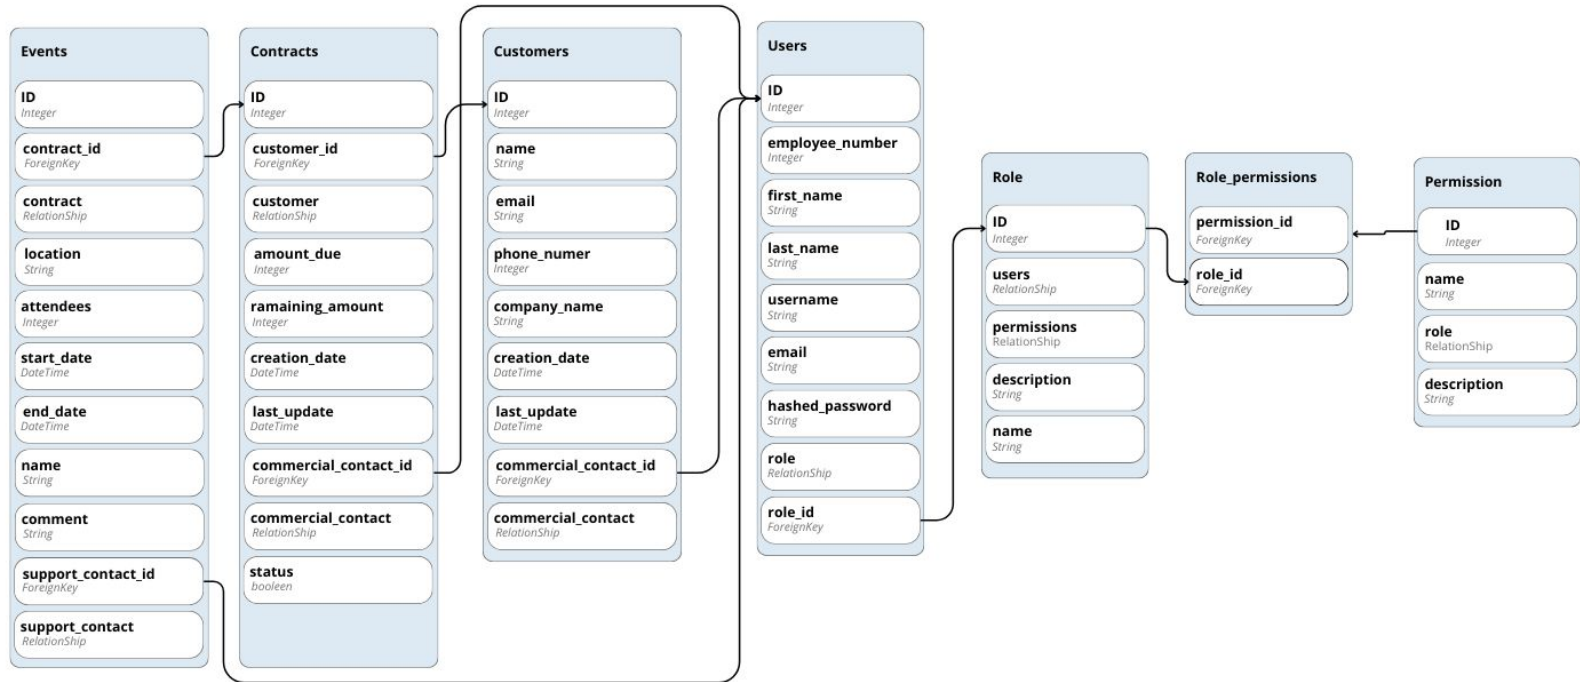 Events
ID
Integer
contract_id
ForeignKey
contract
RelationShip
location
String
attendees
Integer
start_date
DateTime
end_date
DateTime
name
String
comment
String
support_contact_id
ForeignKey
support_contact
RelationShip
Contracts
ID
Integer
customer_id
ForeignKey
customer
RelationShip
amount_due
Integer
ramaining_amount
Integer
creation_date
DateTime
last_update
DateTime
commercial_contact_id
ForeignKey
commercial_contact
RelationShip
status
booleen
Customers
ID
Integer
name
String
email
String
phone_numer
Integer
company_name
String
creation_date
DateTime
last_update
DateTime
commercial_contact_id
ForeignKey
commercial_contact
RelationShip
Users
ID
Integer
employee_number
Integer
first_name
String
last_name
String
username
String
email
String
hashed_password
String
role
RelationShip
role_id
ForeignKey
Role
ID
Integer
users
RelationShip
permissions
RelationShip
description
String
name
String
Role_permissions
permission_id
ForeignKey
role_id
ForeignKey
Permission
ID
Integer
name
String
role
RelationShip
description
String